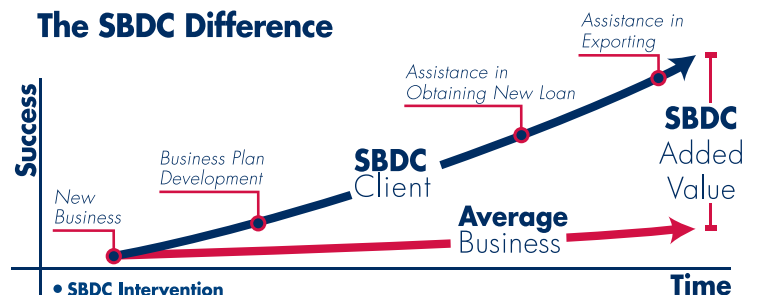 The SBDC Difference
Assistance in
Exporting
Assistance in
Obtaining New Loan
SBDC
Added
Value
Success
Business Plan
Development
SBDC
Client
New
Business
Average
Business
• SBDC Intervention
Time